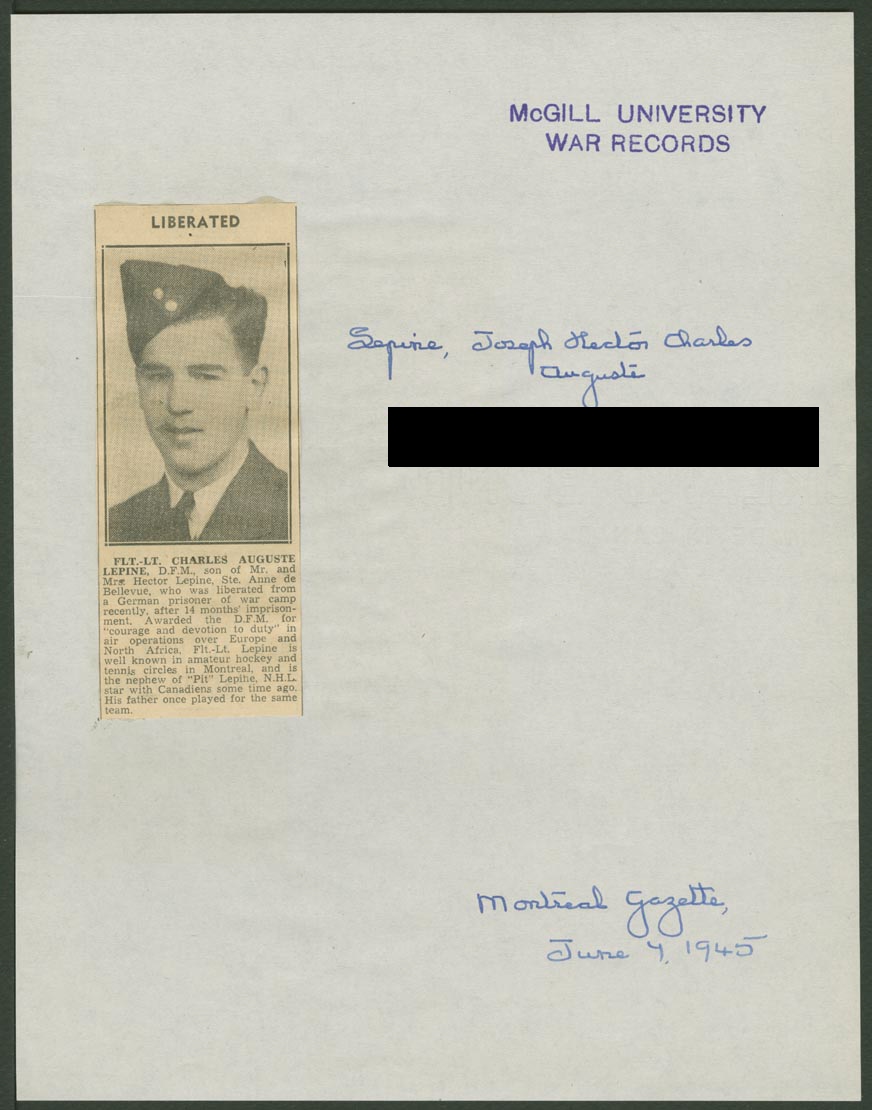 McGILL UNIVERSITY
WAR RECORDS
LIBERATED
Lepine, Joseph Hector Charles
Auguste
FLT.-LT. CHARLES AUGUSTE
LEPINE, D.F.M., son of Mr. and
Mrs. Hector Lepine, Ste. Anne de
Bellevue, who was liberated from
a German prisoner of war camp
recently, after 14 months' imprison-
ment. Awarded the D.F.M. for
"courage and devotion to duty" in
air operations over Europe and
North Africa, Flt.-Lt. Lepine is
well known in amateur hockey and
tennis circles in Montreal, and is
the nephew of "Pit" Lepine, N.H.L.
star with Canadiens some time ago.
His father once played for the same
team.
Montreal Gazette,
June 7, 1945